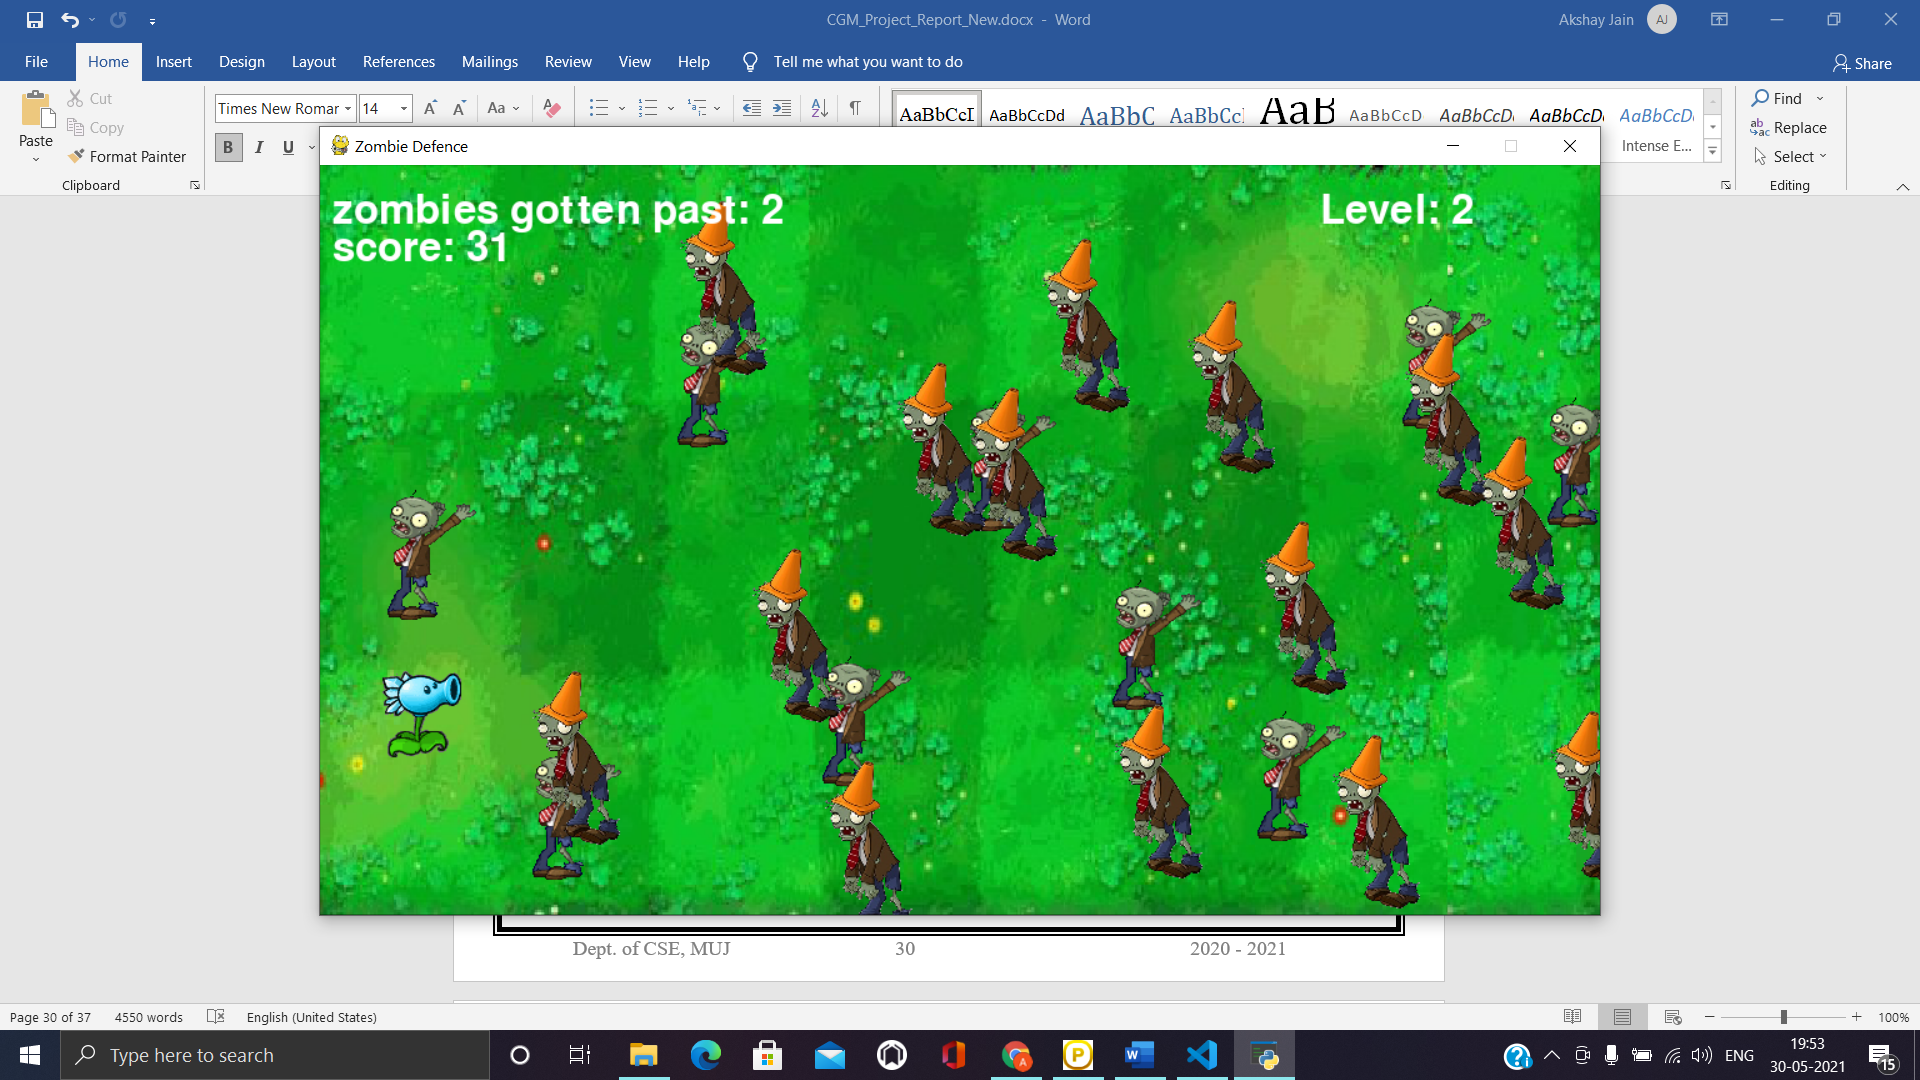 CGM_Project_Report_New.docx - Word
Akshay Jain
AJ
File Home Insert Design Layout References Mailings Review View Help Tell me what you want to do
Share
Paste
Cut
Copy
Format Painter
Clipboard
Times New Romar
14
Aa
B I U
AaBbCcI AaBbCcDd AaBbC AaBbCc AaB AaBbCcD AaBbCcD AaBbCcD AaBbCcD
Intense E...
Find
Replace
Select
Editing
Zombie Defence
zombies gotten past: 2
score: 31
Level: 2
Dept. of CSE, MUJ 30 2020 - 2021
Page 30 of 37 4550 words English (United States)
100%
Type here to search
ENG
19:53
30-05-2021
15